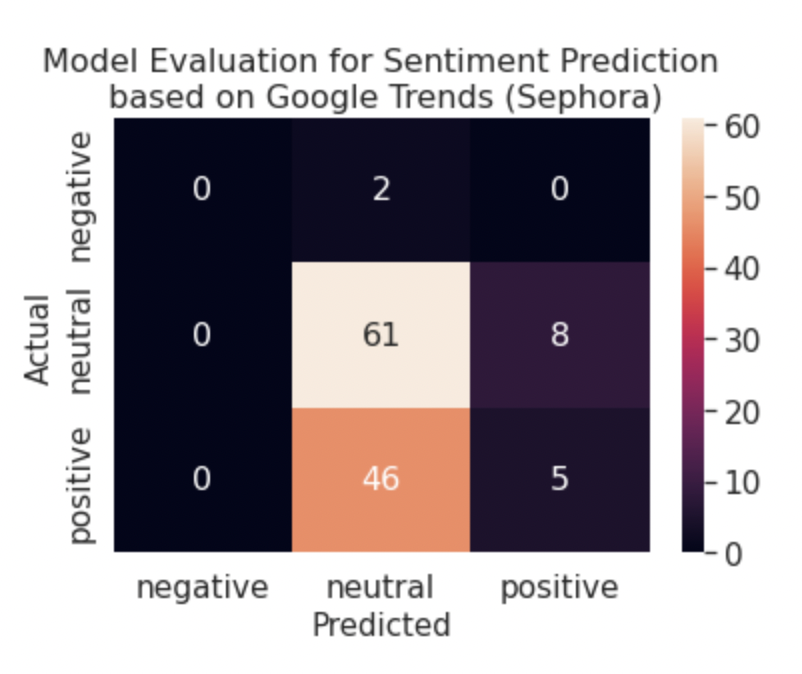 Model Evaluation for Sentiment Prediction
based on Google Trends (Sephora)
Actual
negative
neutral
positive
0 2 0
0 61 8
0 46 5
60
50
40
30
20
10
0
negative neutral positive
Predicted